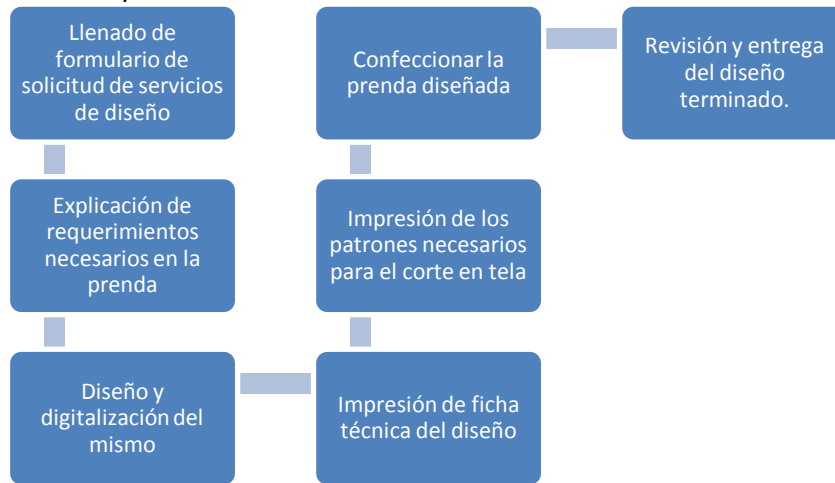 Llenado de
formulario de
solicitud de servicios
de diseño
Explicación de
requerimientos
necesarios en la
prenda
Diseño y
digitalización del
mismo
Impresión de ficha
técnica del diseño
Impresión de los
patrones necesarios
para el corte en tela
Confeccionar la
prenda diseñada
Revisión y entrega
del diseño
terminado.